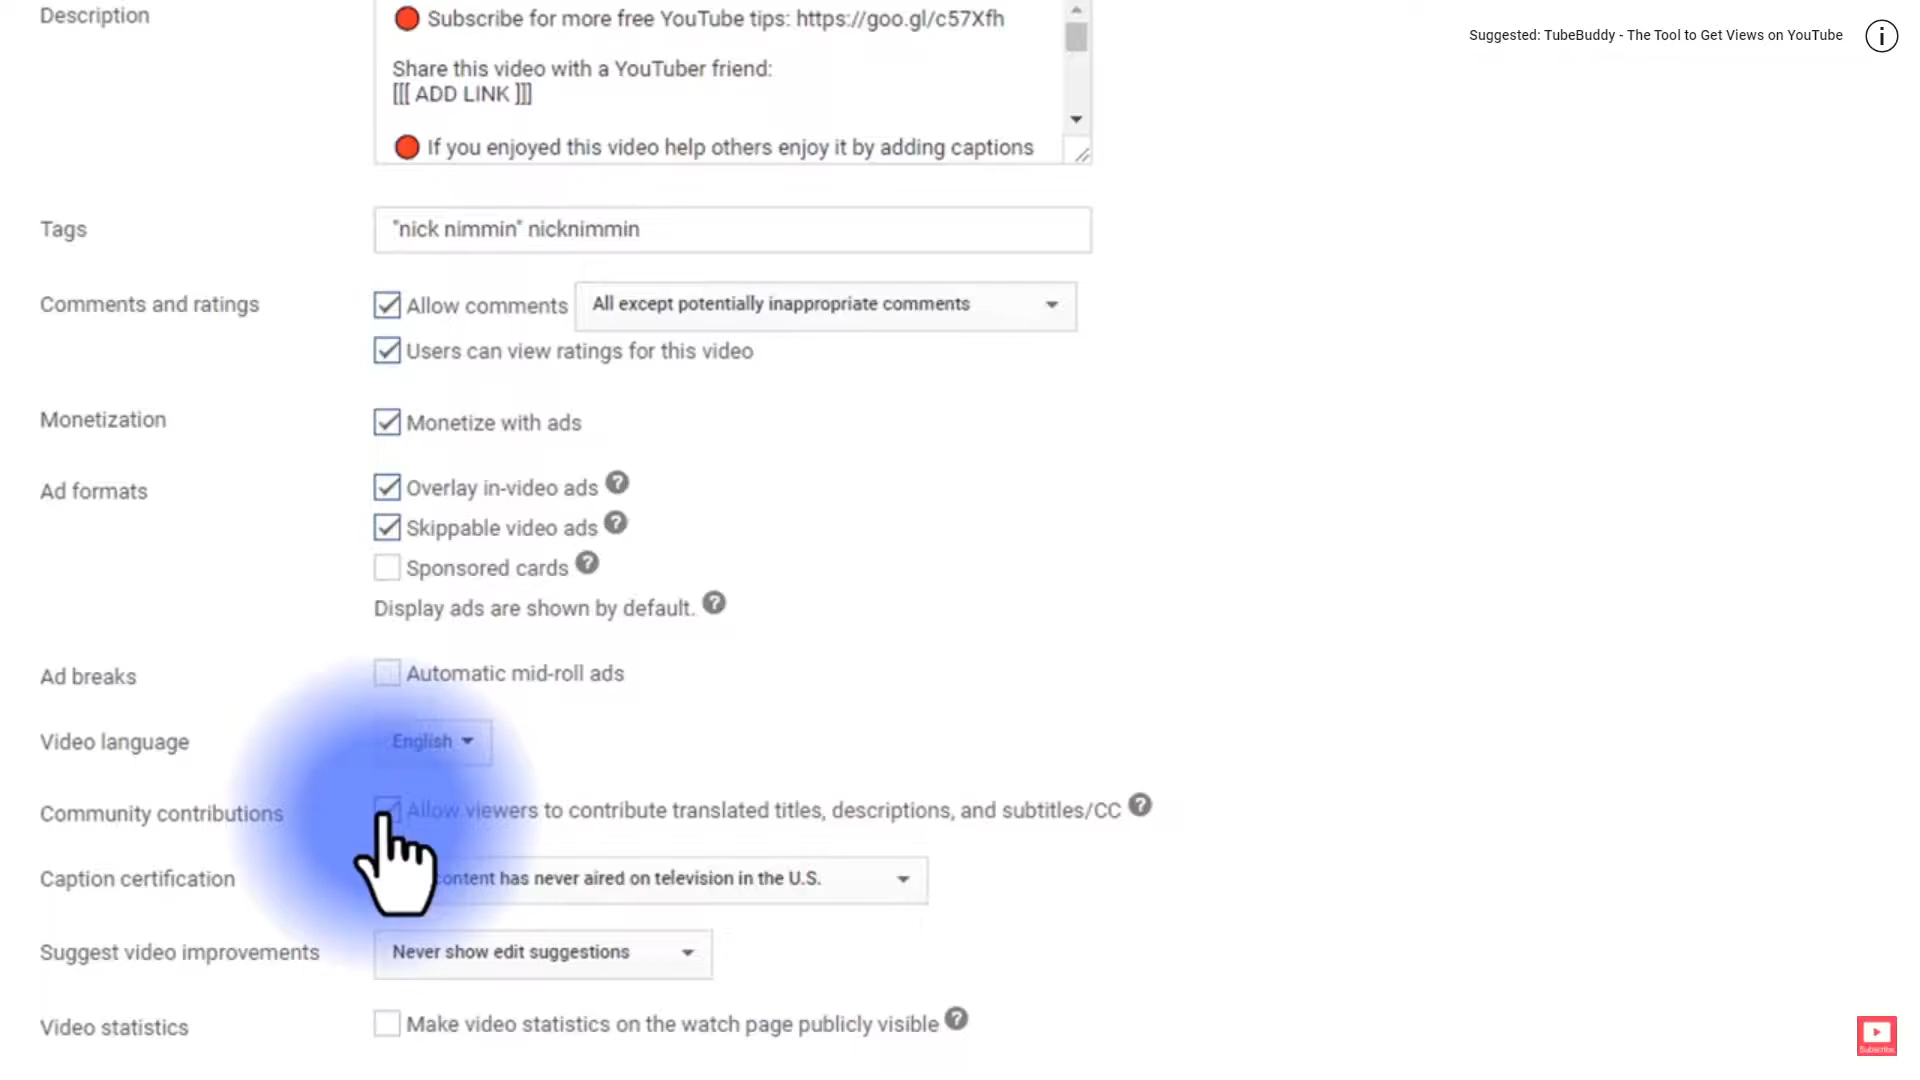 Description
Subscribe for more free YouTube tips: https://goo.gl/c57Xfh
Suggested: TubeBuddy - The Tool to Get Views on YouTube
Share this video with a YouTuber friend:
[[[ ADD LINK ]]]
If you enjoyed this video help others enjoy it by adding captions
Tags
"nick nimmin" nicknimmin
Comments and ratings
Allow comments
All except potentially inappropriate comments
Users can view ratings for this video
Monetization
Monetize with ads
Ad formats
Overlay in-video ads
Skippable video ads
Sponsored cards
Display ads are shown by default.
Ad breaks
Automatic mid-roll ads
Video language
English
Community contributions
Allow viewers to contribute translated titles, descriptions, and subtitles/CC
Caption certification
content has never aired on television in the U.S.
Suggest video improvements
Never show edit suggestions
Video statistics
Make video statistics on the watch page publicly visible
Subscribe